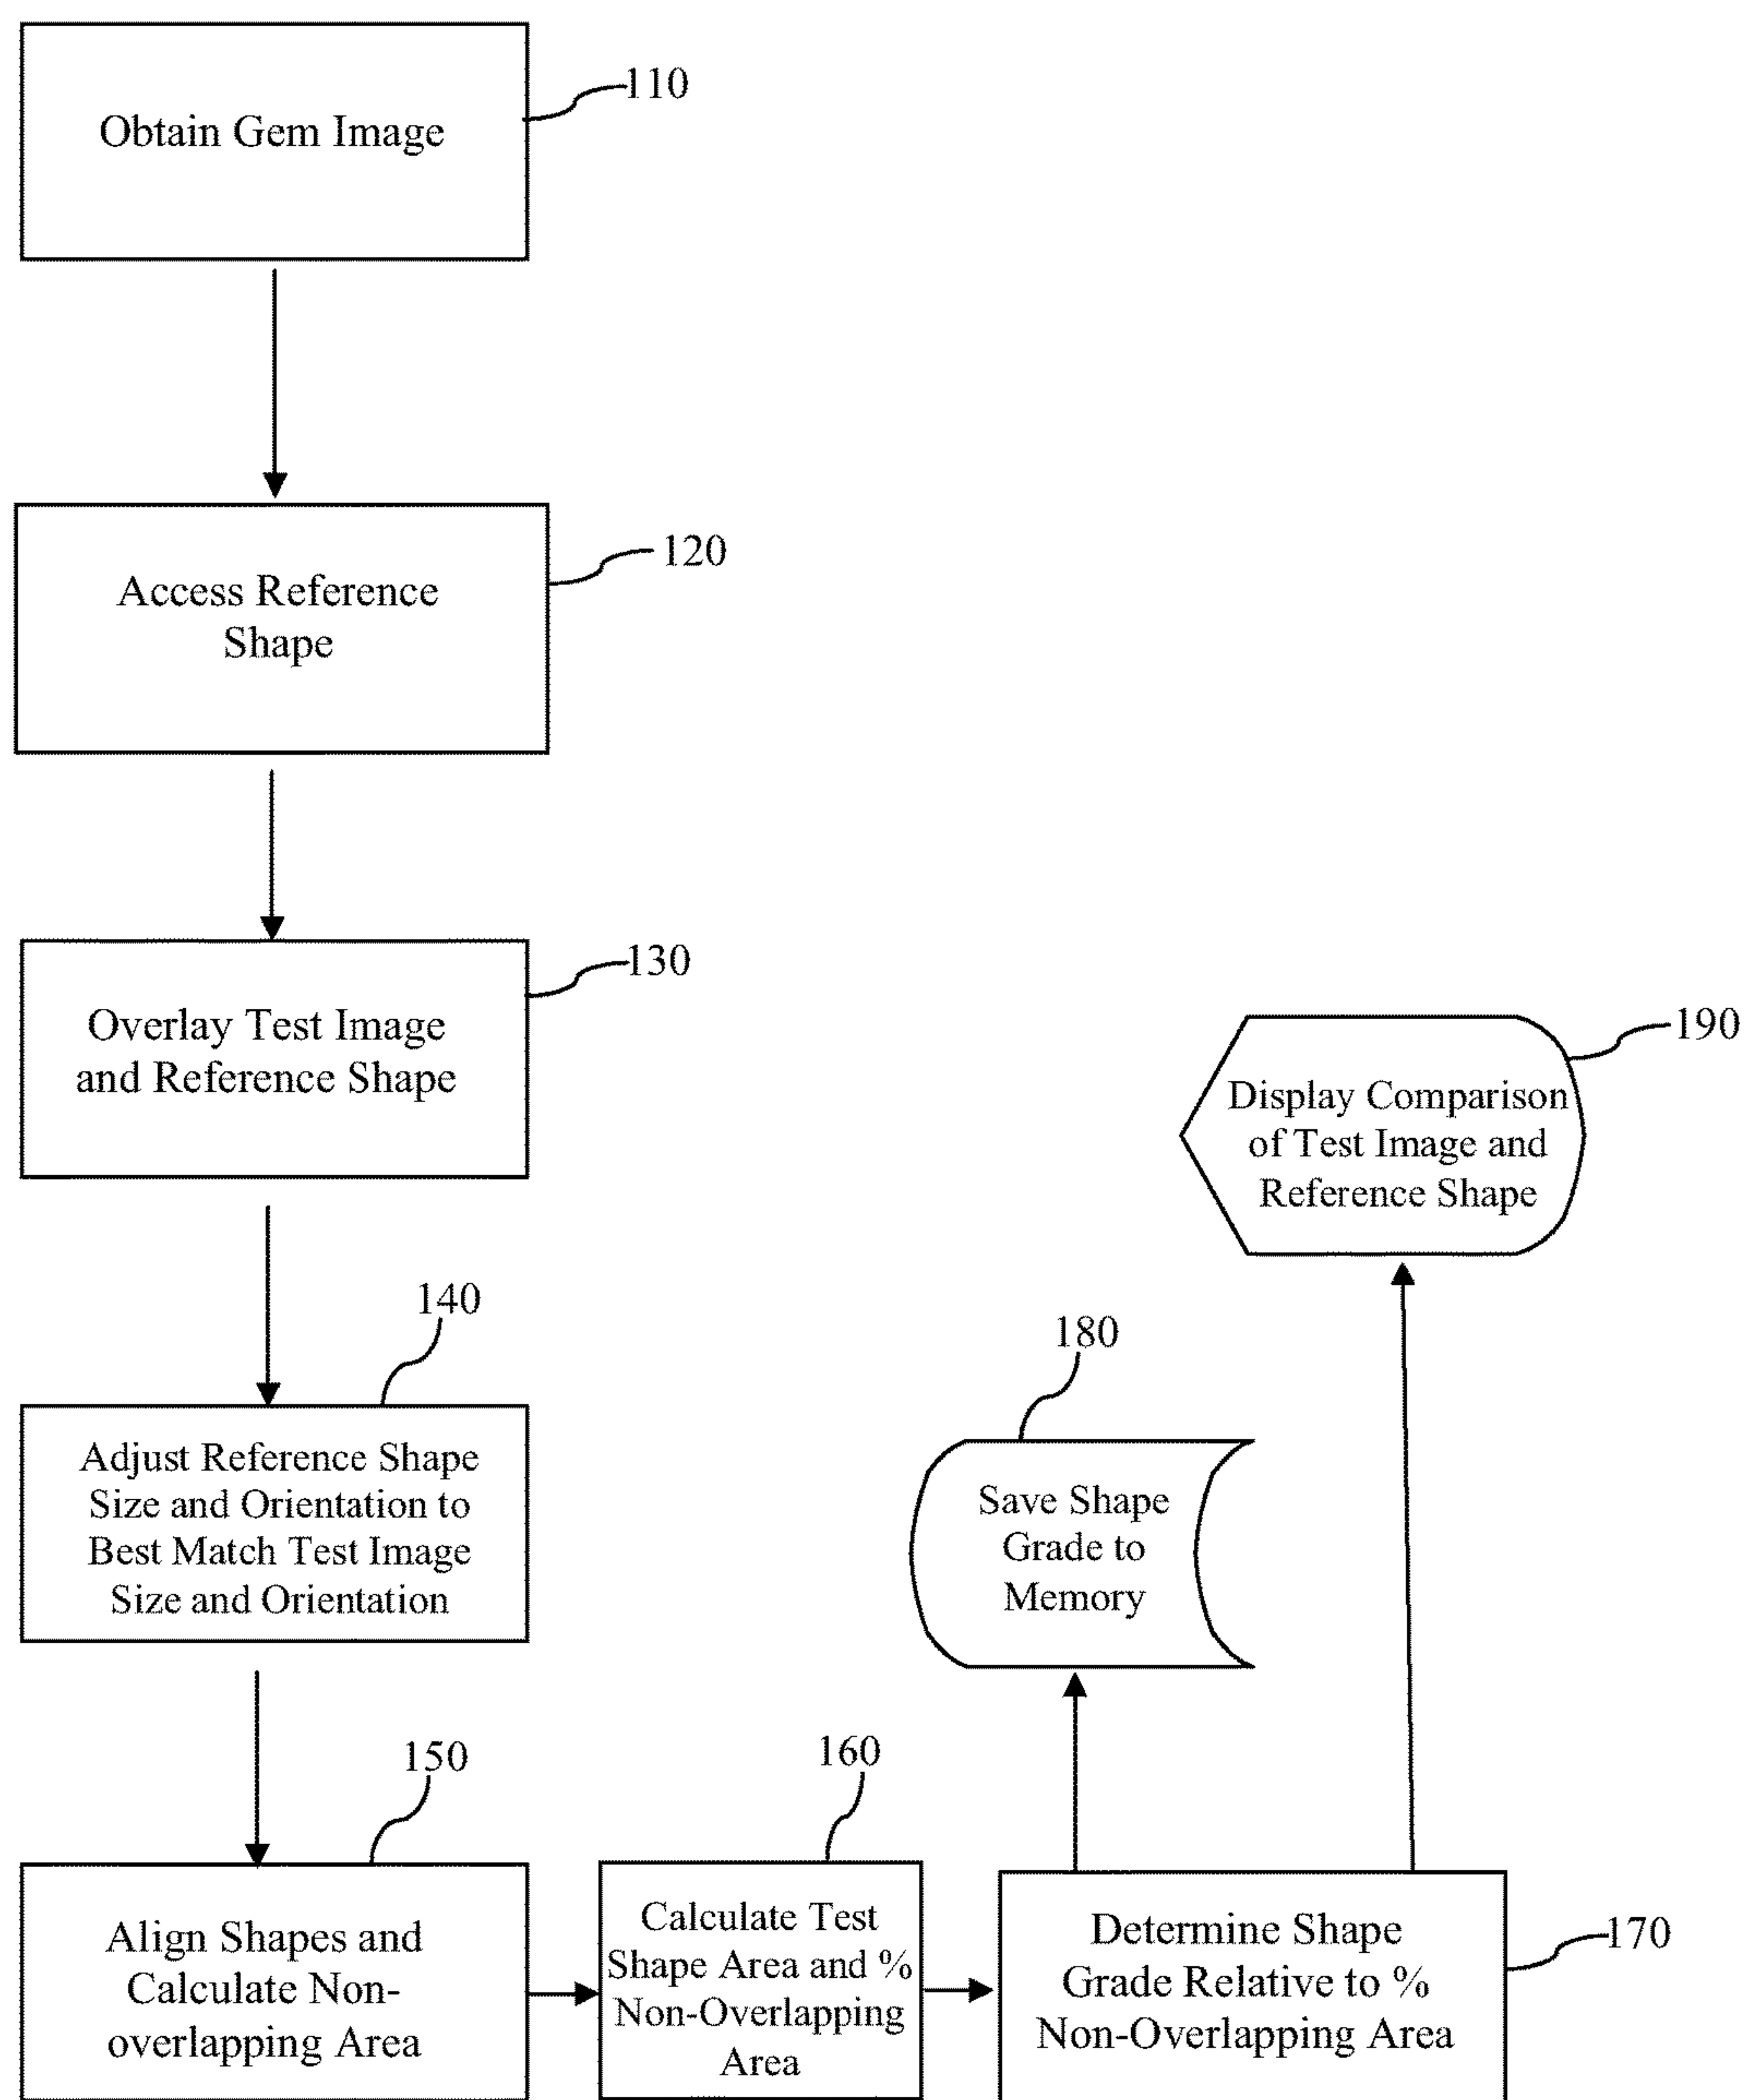 Obtain Gem Image
110
Access Reference
Shape
120
Overlay Test Image
and Reference Shape
130
Adjust Reference Shape
Size and Orientation to
Best Match Test Image
Size and Orientation
140
Align Shapes and
Calculate Non-
overlapping Area
150
Calculate Test
Shape Area and %
Non-Overlapping
Area
160
Determine Shape
Grade Relative to %
Non-Overlapping Area
170
Save Shape
Grade to
Memory
180
Display Comparison
of Test Image and
Reference Shape
190